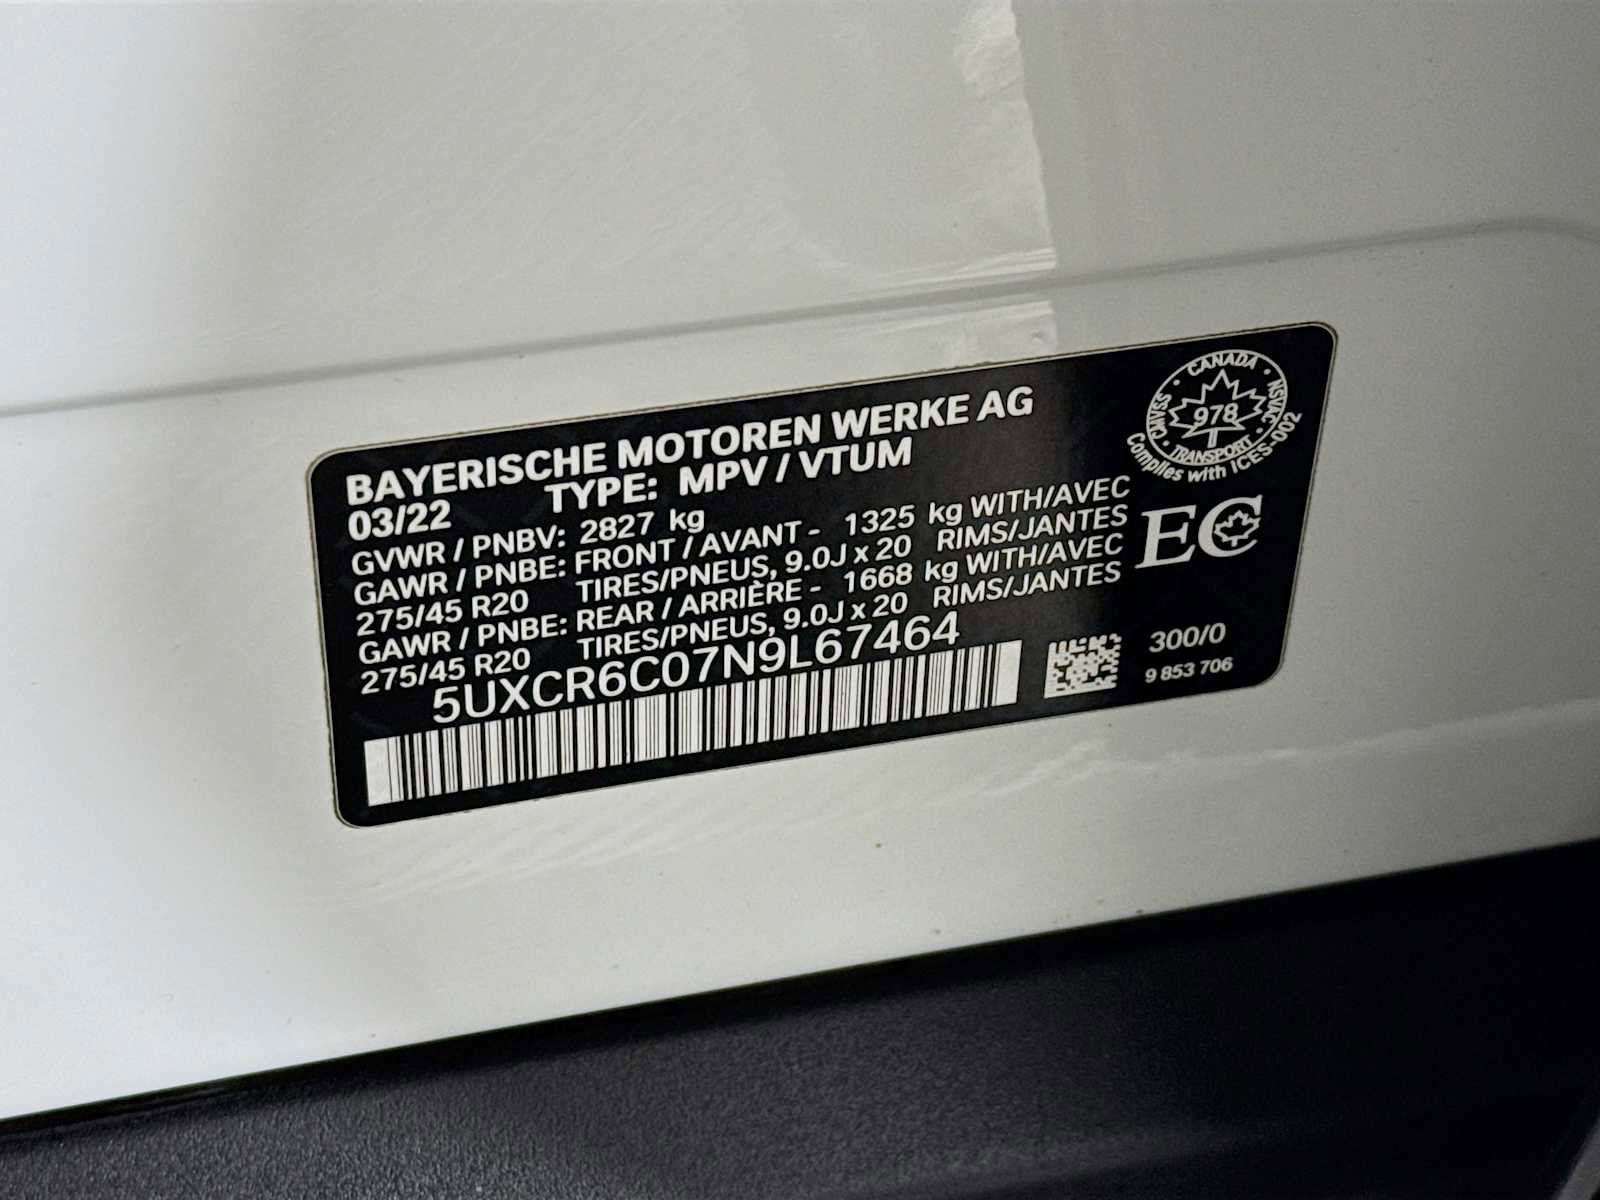 BAYERISCHE MOTOREN WERKE AG
03/22 TYPE: MPV / VTUM
GVWR / PNBV: 2827 kg
GAWR / PNBE: FRONT / AVANT - 1325 kg WITH/AVEC
275/45 R20 TIRES/PNEUS, 9.0J x 20 RIMS/JANTES
GAWR / PNBE: REAR / ARRIÈRE - 1668 kg WITH/AVEC
275/45 R20 TIRES/PNEUS, 9.0J x 20 RIMS/JANTES
5UXCR6C07N9L67464
CANADA
CMVSS 978 NSVAC
TRANSPORT
Complies with ICES-002
EC
300/0
9 853 706